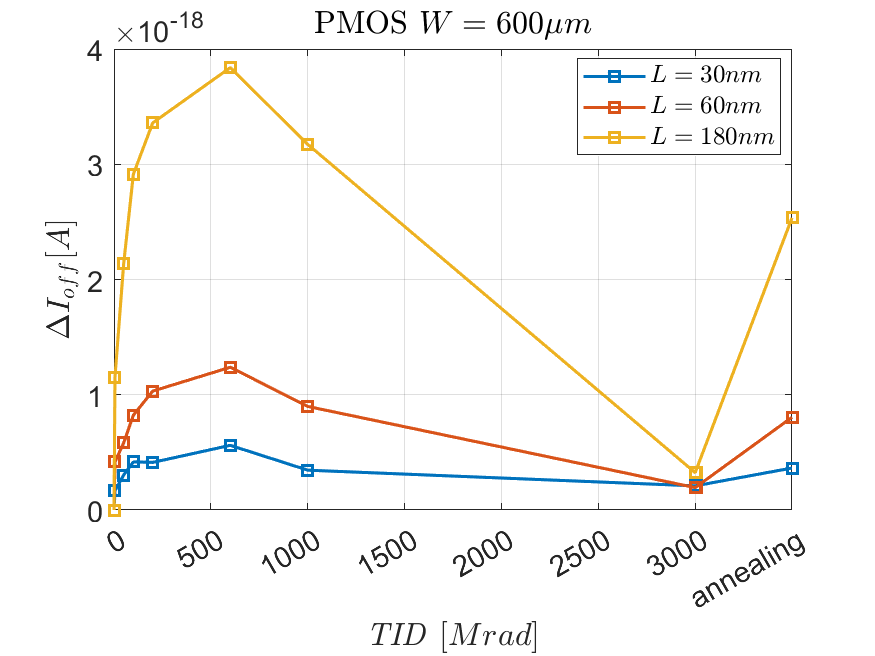 ×10-18
PMOS W = 600μm
4
3
2
1
0
ΔIoff[A]
L = 30nm
L = 60nm
L = 180nm
0
500
1000
1500
2000
2500
3000
annealing
TID [Mrad]